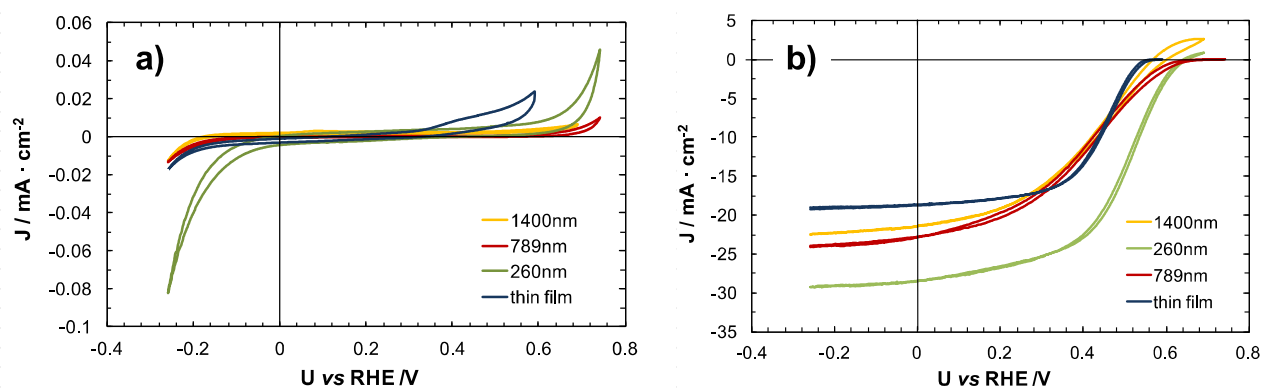 a)
0.06
0.04
0.02
0
-0.02
-0.04
-0.06
-0.08
-0.1
-0.4
-0.2
0
0.2
0.4
0.6
0.8
J / mA · cm-2
U vs RHE /V
1400nm
789nm
260nm
thin film
b)
5
0
-5
-10
-15
-20
-25
-30
-35
-0.4
-0.2
0
0.2
0.4
0.6
0.8
J / mA · cm-2
U vs RHE /V
1400nm
260nm
789nm
thin film